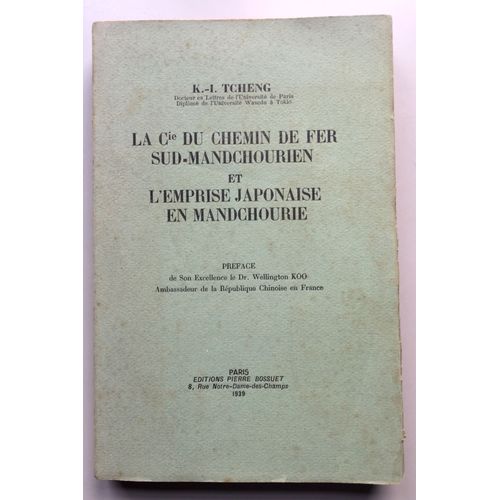 K.-I. TCHENG
Docteur en Lettres de l'Université de Paris
Diplômé de l'Université Waseda à Tokio
LA Cie DU CHEMIN DE FER
SUD-MANDCHOURIEN
ET
L'EMPRISE JAPONAISE
EN MANDCHOURIE
PREFACE
de Son Excellence le Dr. Wellington KOO
Ambassadeur de la République Chinoise en France
PARIS
EDITIONS PIERRE BOSSUET
8, Rue Notre-Dame-des-Champs
1939